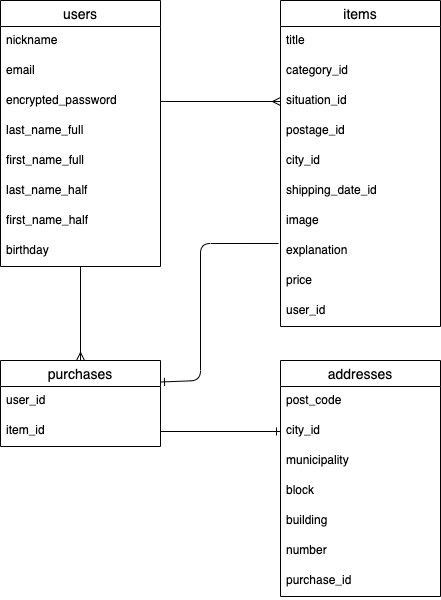 users
nickname
email
encrypted_password
last_name_full
first_name_full
last_name_half
first_name_half
birthday
items
title
category_id
situation_id
postage_id
city_id
shipping_date_id
image
explanation
price
user_id
purchases
user_id
item_id
addresses
post_code
city_id
municipality
block
building
number
purchase_id